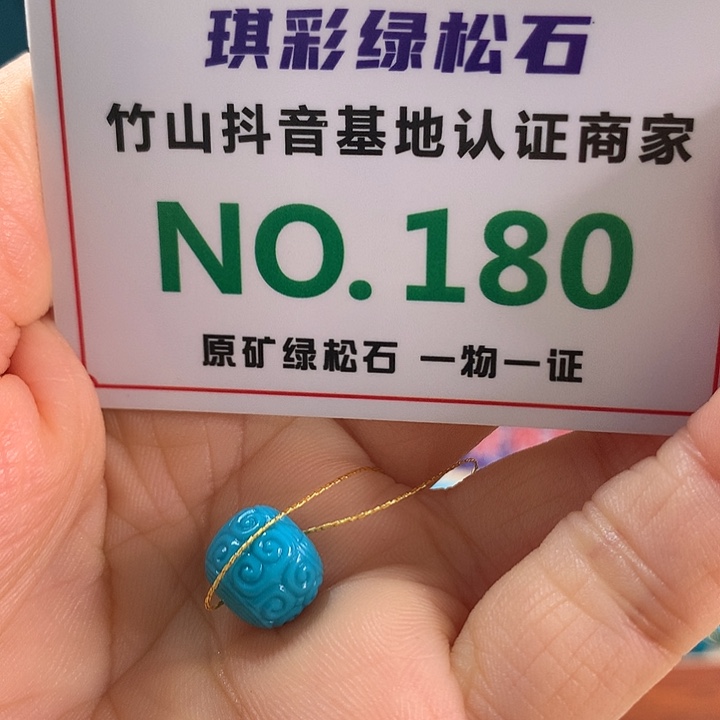 琪彩绿松石
竹山抖音基地认证商家
NO.180
原矿绿松石 一物一证